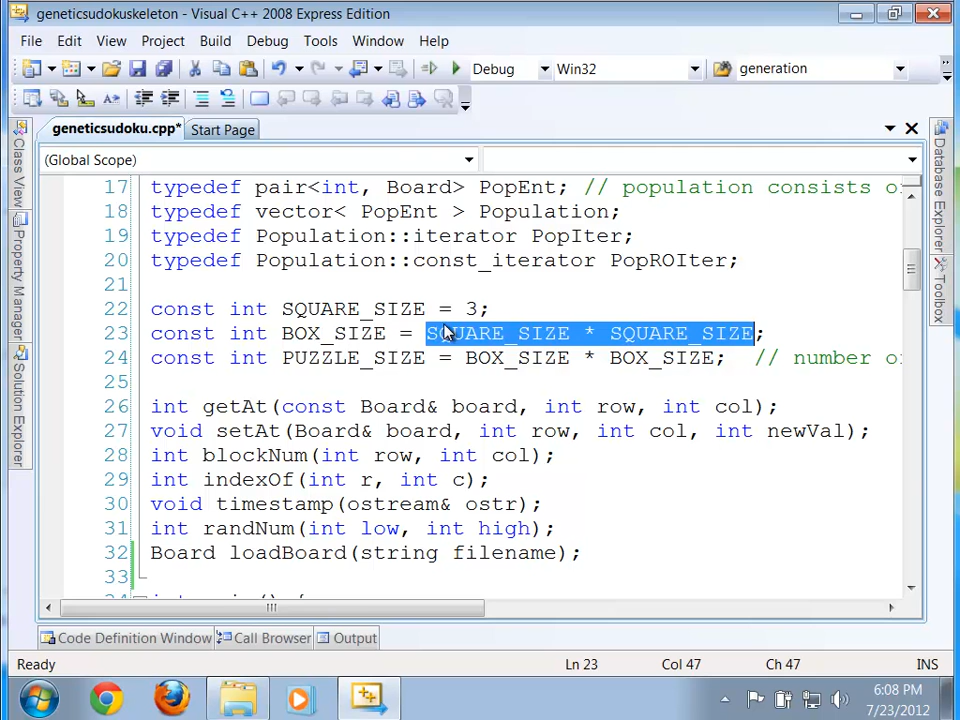 geneticsudokuskeleton - Visual C++ 2008 Express Edition
File Edit View Project Build Debug Tools Window Help
Debug Win32 generation
geneticsudoku.cpp* Start Page
(Global Scope)
17 typedef pair<int, Board> PopEnt; // population consists o
18 typedef vector< PopEnt > Population;
19 typedef Population::iterator PopIter;
20 typedef Population::const_iterator PopROIter;
21
22 const int SQUARE_SIZE = 3;
23 const int BOX_SIZE = SQUARE_SIZE * SQUARE_SIZE;
24 const int PUZZLE_SIZE = BOX_SIZE * BOX_SIZE; // number o
25
26 int getAt(const Board& board, int row, int col);
27 void setAt(Board& board, int row, int col, int newVal);
28 int blockNum(int row, int col);
29 int indexOf(int r, int c);
30 void timestamp(ostream& ostr);
31 int randNum(int low, int high);
32 Board loadBoard(string filename);
33
Class View
Property Manager
Solution Explorer
Database Explorer
Toolbox
Code Definition Window Call Browser Output
Ready Ln 23 Col 47 Ch 47 INS
6:08 PM
7/23/2012